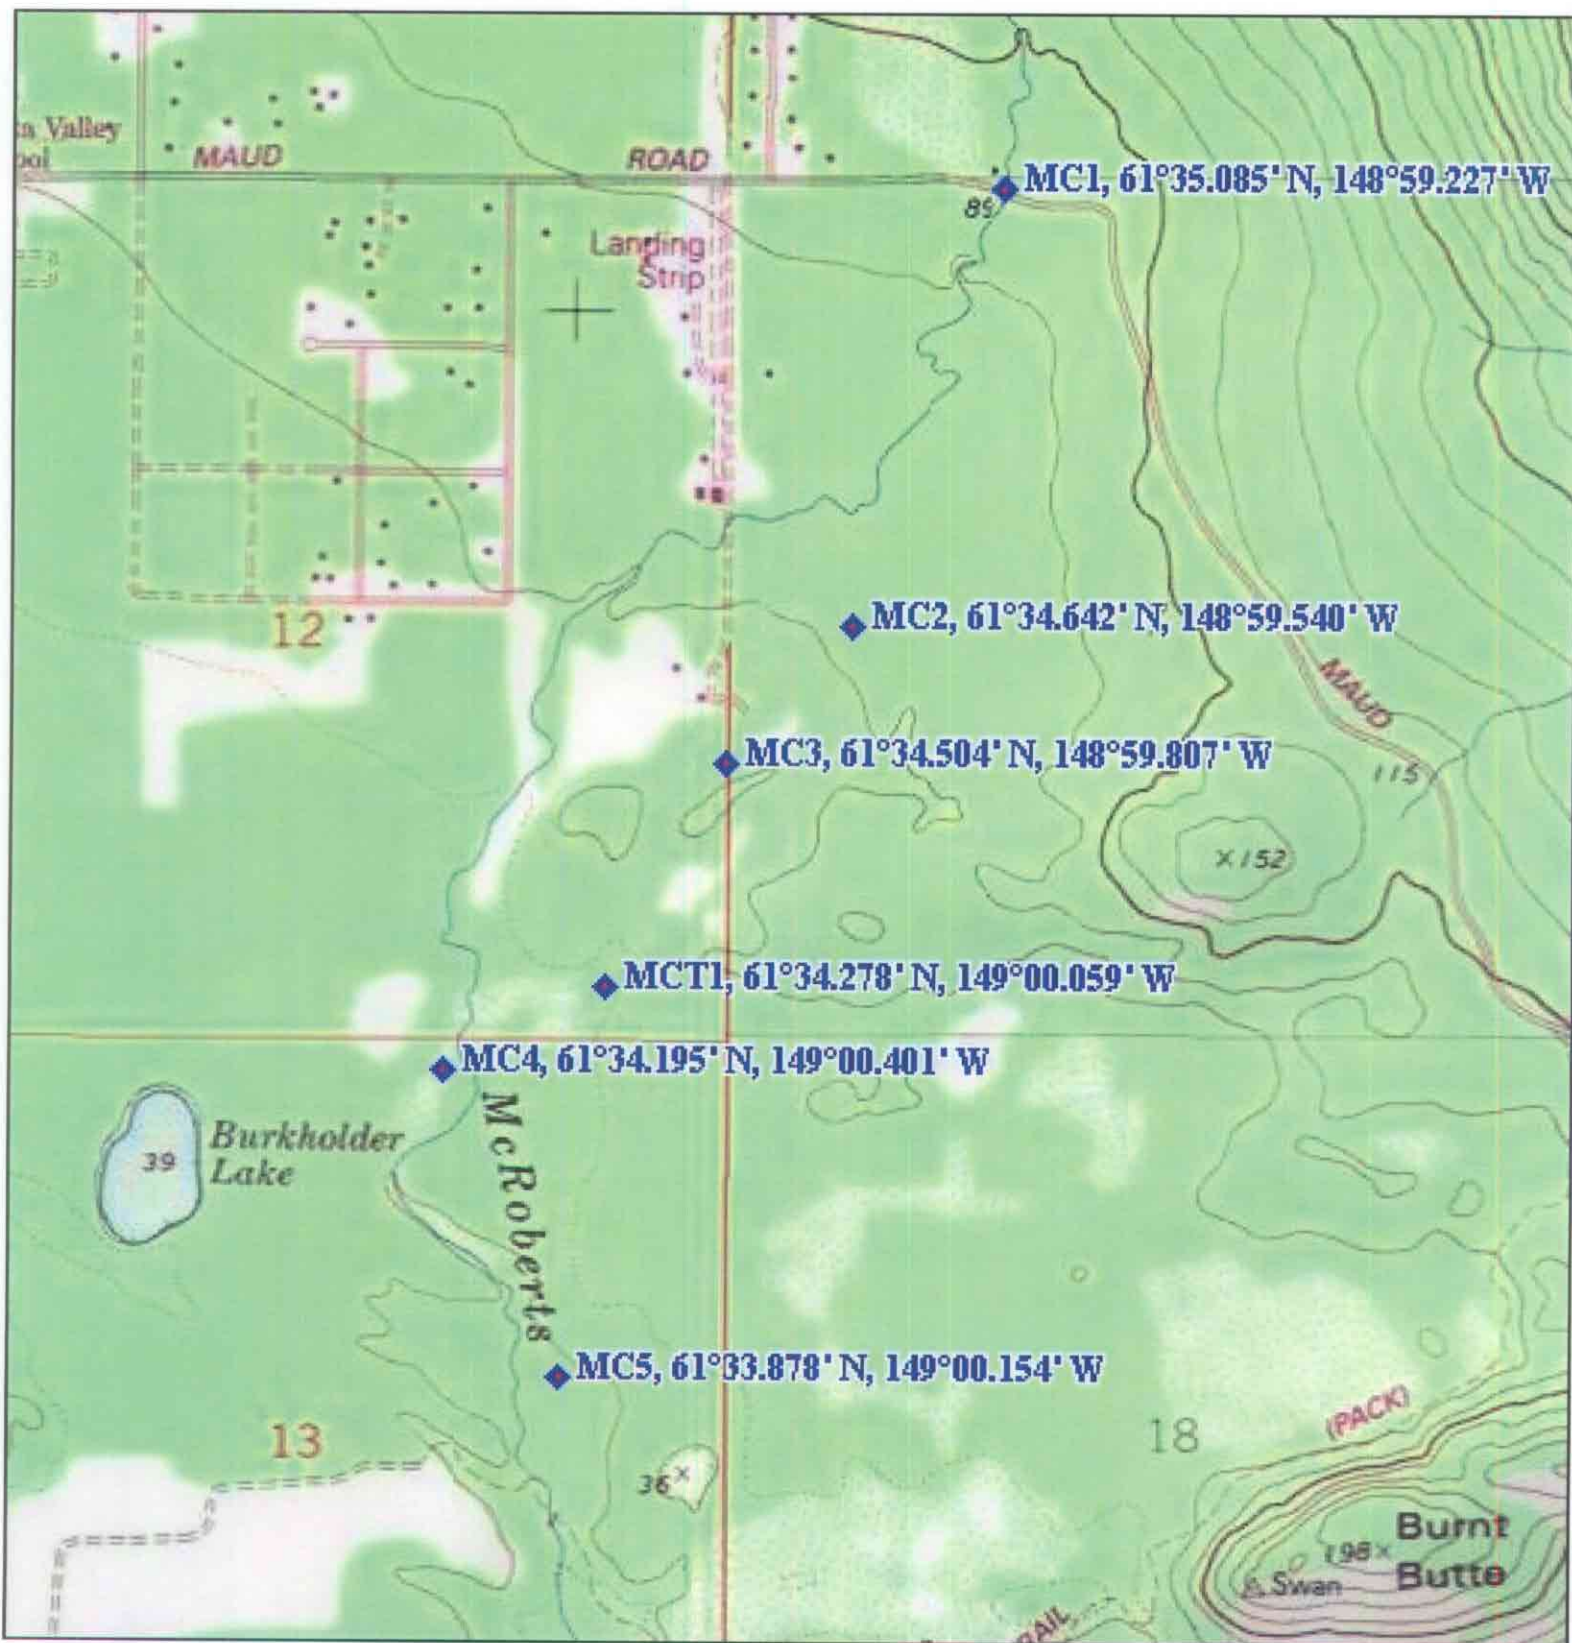 a Valley
ool
MAUD
ROAD
MC1, 61°35.085' N, 148°59.227' W
89
Landing
Strip
12
MC2, 61°34.642' N, 148°59.540' W
MAUD
MC3, 61°34.504' N, 148°59.807' W
115
X152
MCT1, 61°34.278' N, 149°00.059' W
MC4, 61°34.195' N, 149°00.401' W
McRoberts
Burkholder
Lake
39
MC5, 61°33.878' N, 149°00.154' W
(PACK)
13
18
36 x
Burnt
Butte
198 x
Swan
RAIL